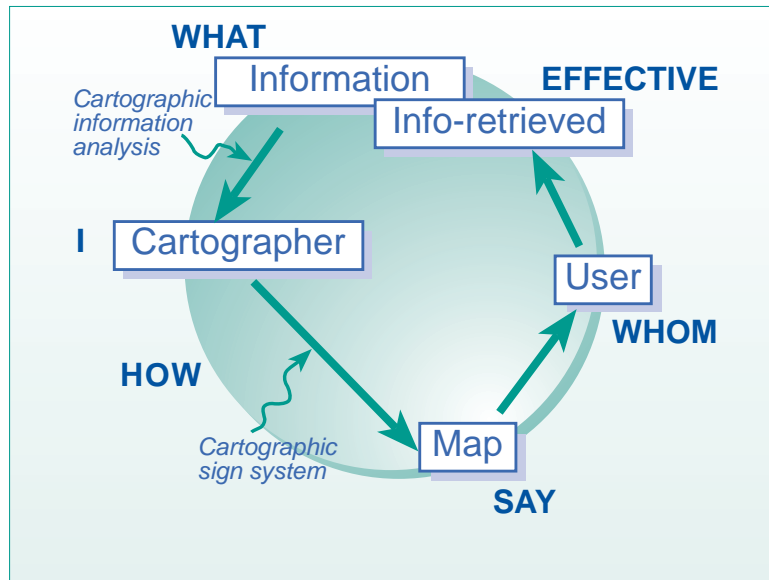 WHAT
Information
EFFECTIVE
Info-retrieved
Cartographic
information
analysis
I
Cartographer
User
WHOM
HOW
Cartographic
sign system
Map
SAY